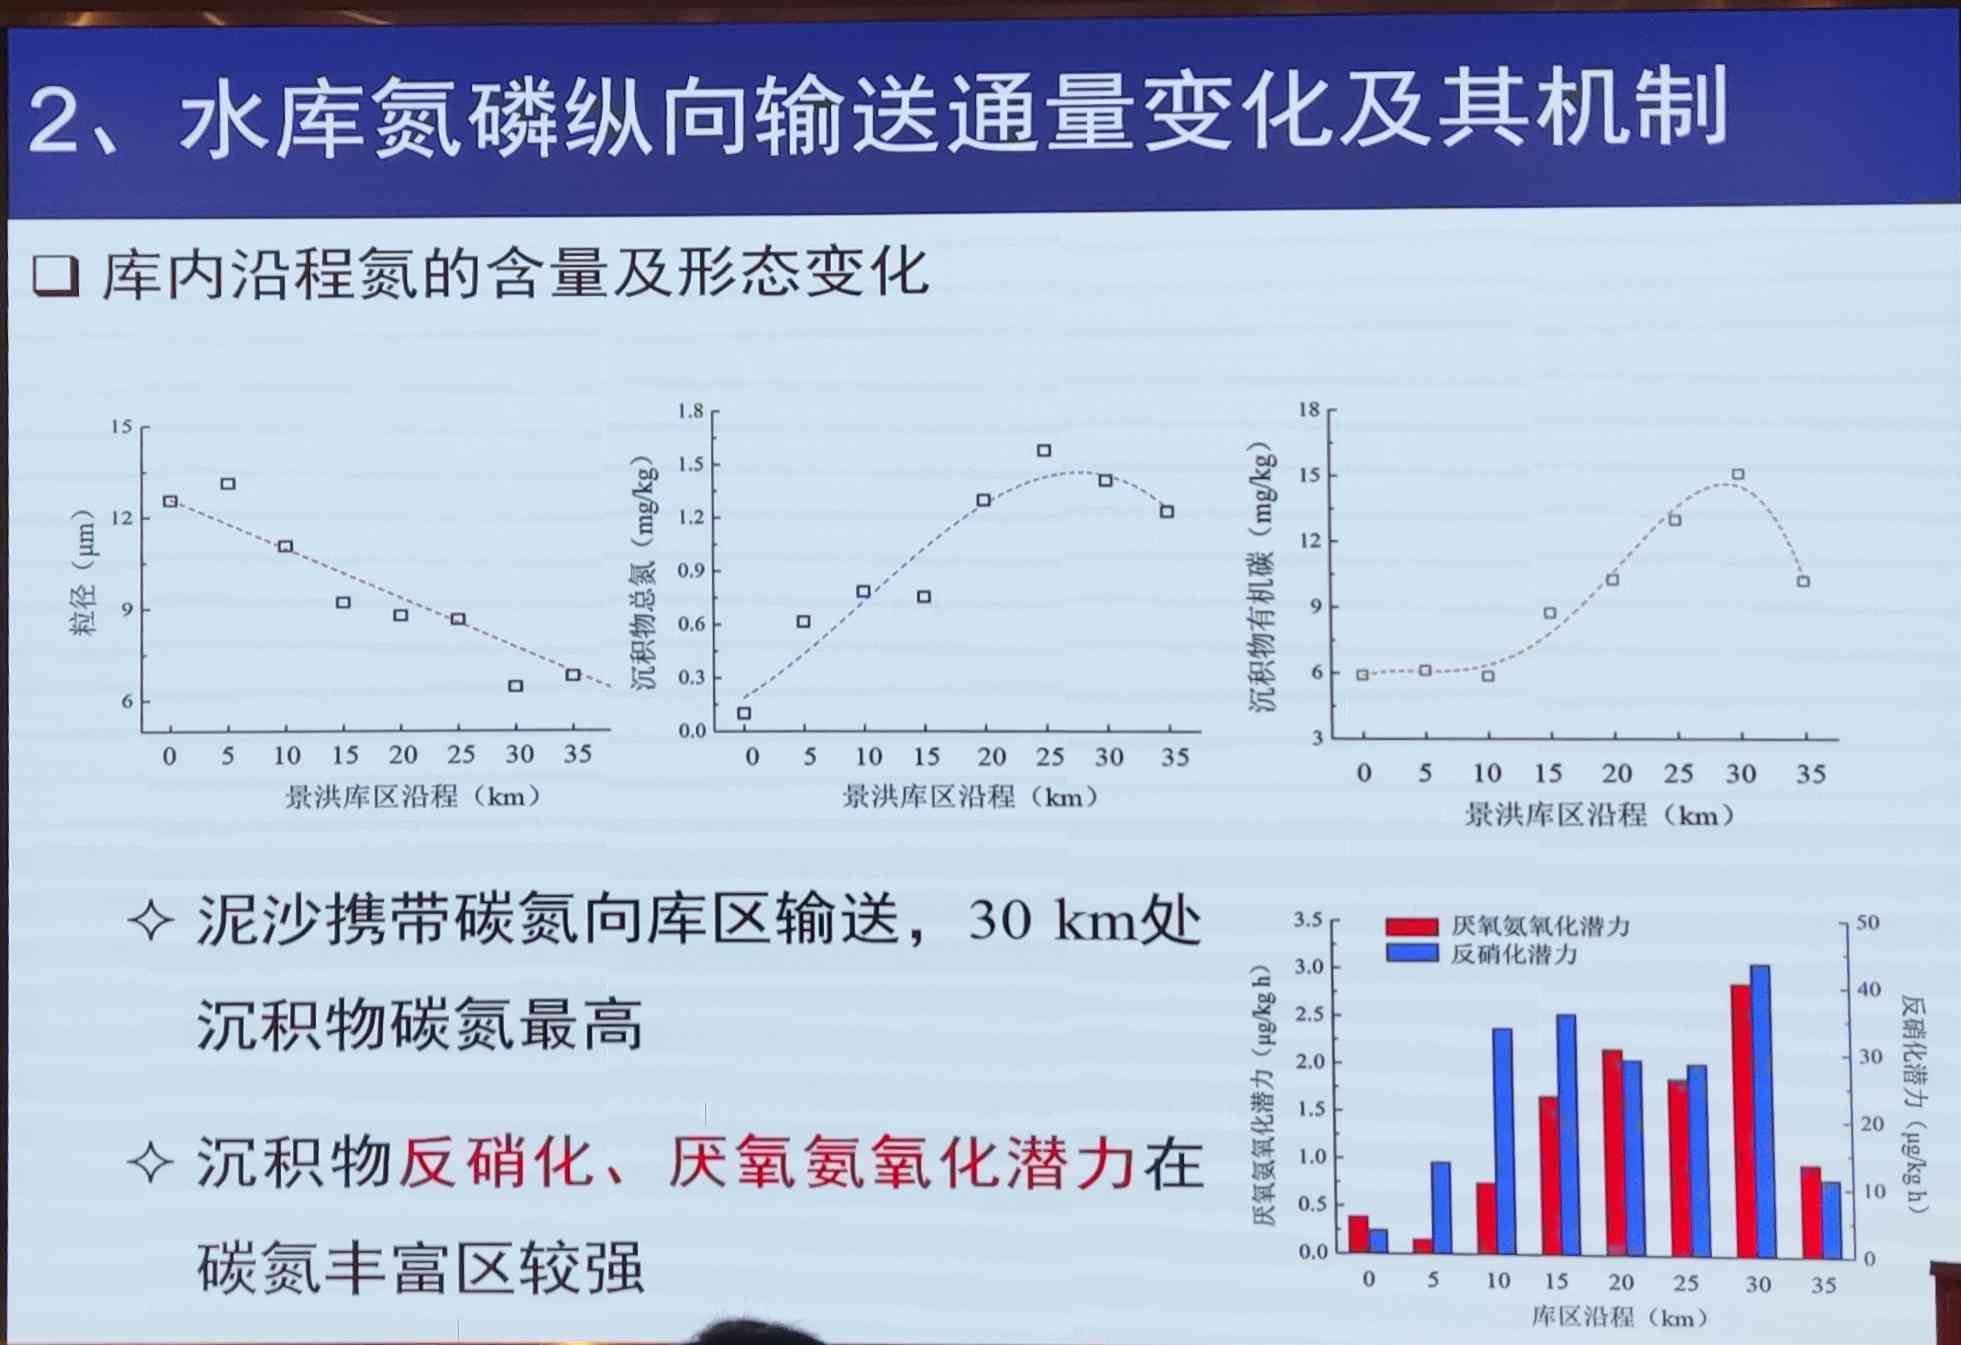 2、水库氮磷纵向输送通量变化及其机制
❑ 库内沿程氮的含量及形态变化
粒径（μm）
15
12
9
6
0 5 10 15 20 25 30 35
景洪库区沿程（km）
沉积物总氮（mg/kg）
1.8
1.5
1.2
0.9
0.6
0.3
0.0
0 5 10 15 20 25 30 35
景洪库区沿程（km）
沉积物有机碳（mg/kg）
18
15
12
9
6
3
0 5 10 15 20 25 30 35
景洪库区沿程（km）
✧ 泥沙携带碳氮向库区输送，30 km处
沉积物碳氮最高
✧ 沉积物反硝化、厌氧氨氧化潜力在
碳氮丰富区较强
厌氧氨氧化潜力
反硝化潜力
厌氧氨氧化潜力（μg/kg h）
3.5
3.0
2.5
2.0
1.5
1.0
0.5
0.0
50
40
30
20
10
0
反硝化潜力（μg/kg h）
0 5 10 15 20 25 30 35
库区沿程（km）